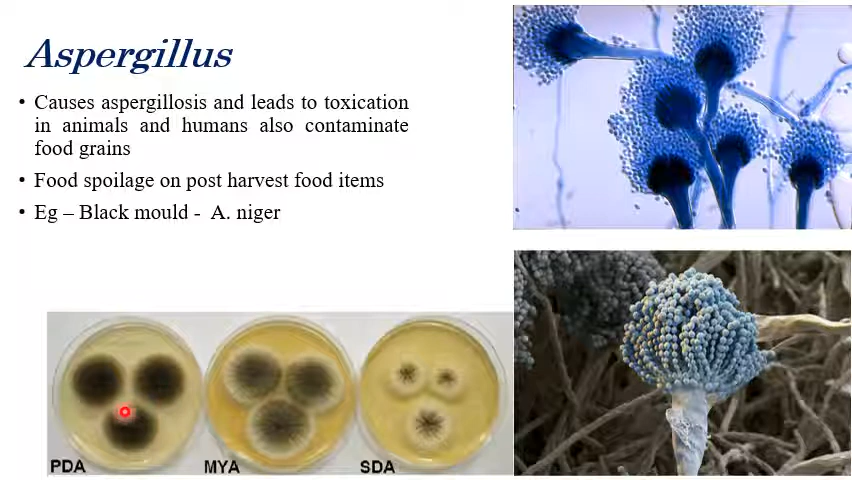 Aspergillus
• Causes aspergillosis and leads to toxication
in animals and humans also contaminate
food grains
• Food spoilage on post harvest food items
• Eg – Black mould - A. niger
PDA
MYA
SDA